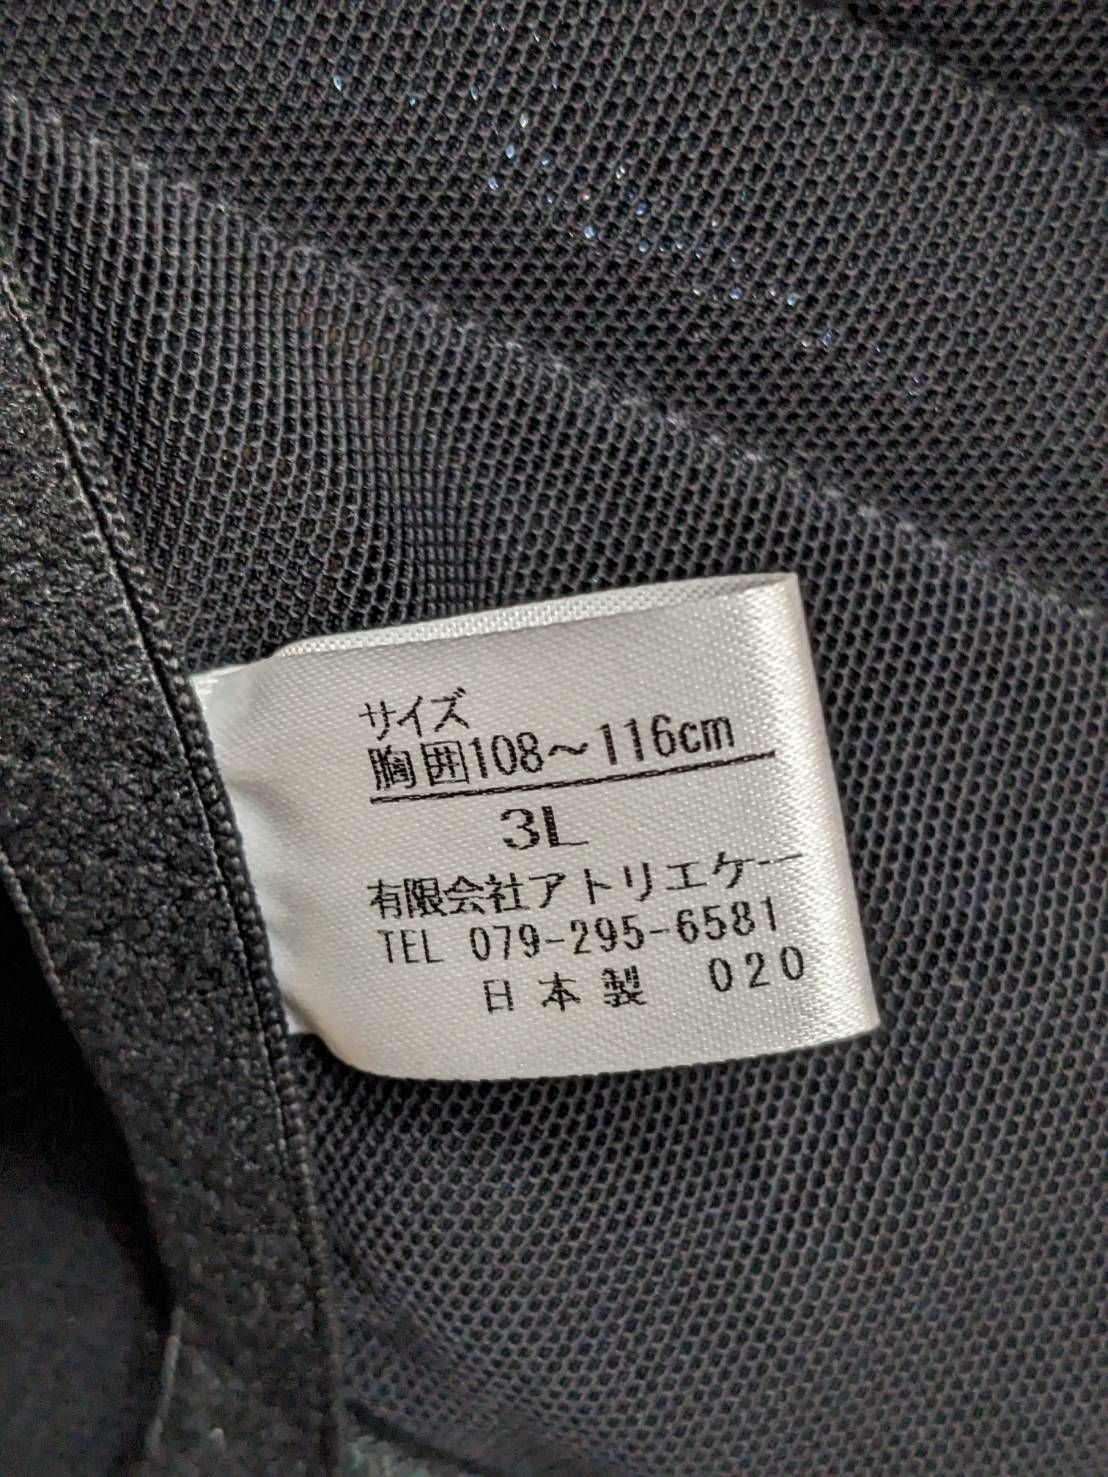 サイズ
胸囲108～116cm
3L
有限会社アトリエケー
TEL 079-295-6581
日本製 020